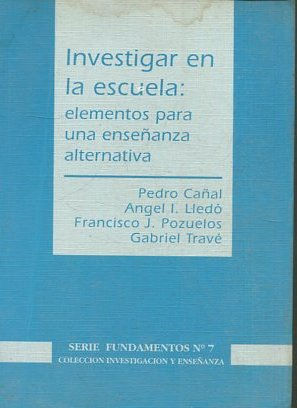 Investigar en
la escuela:
elementos para
una enseñanza
alternativa
Pedro Cañal
Angel I. Lledó
Francisco J. Pozuelos
Gabriel Travé
SERIE FUNDAMENTOS Nº 7
COLECCION INVESTIGACION Y ENSEÑANZA